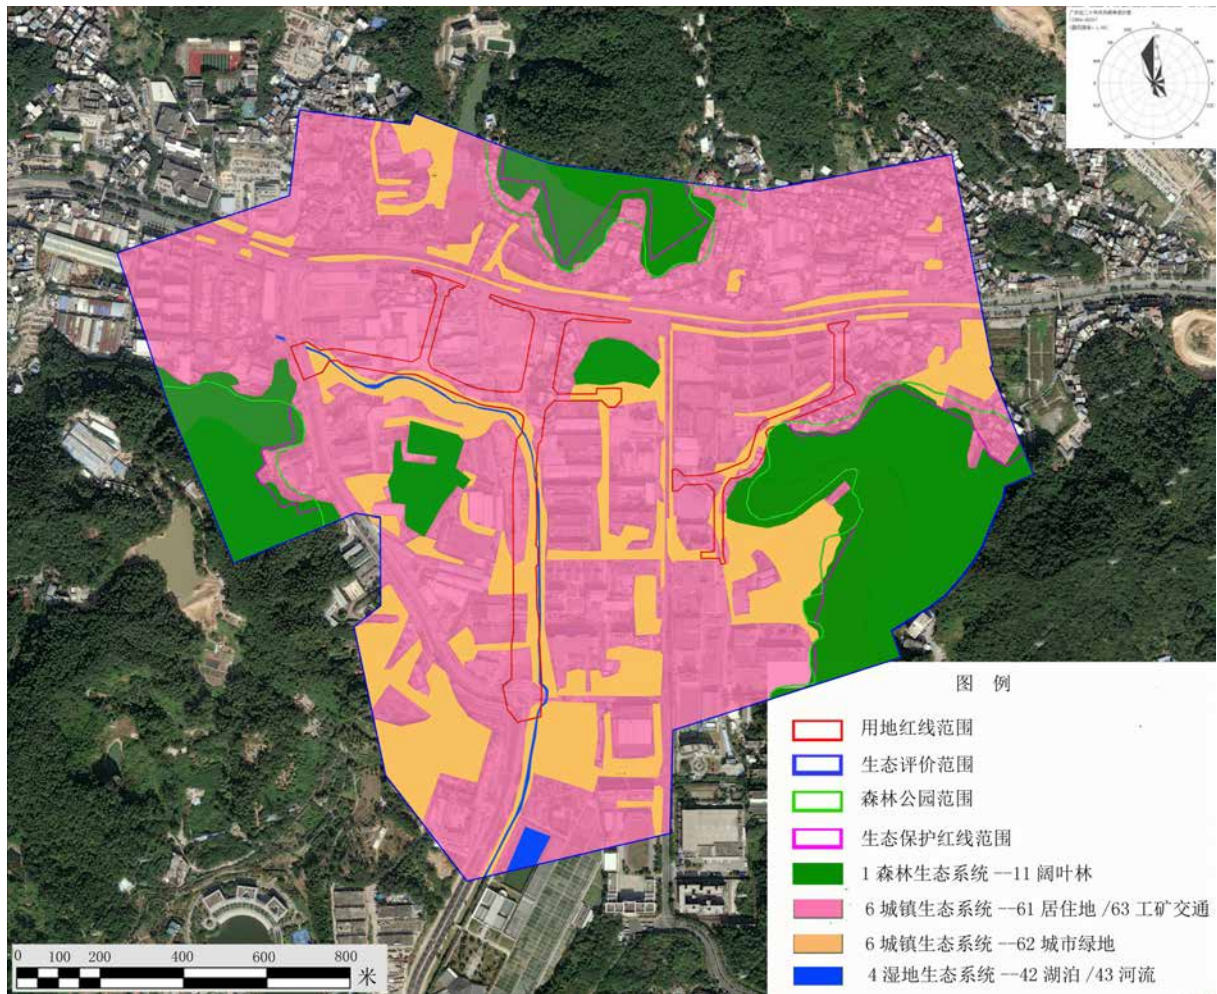 图 例
用地红线范围
生态评价范围
森林公园范围
生态保护红线范围
1 森林生态系统 --11 阔叶林
6 城镇生态系统 --61 居住地 /63 工矿交通
6 城镇生态系统 --62 城市绿地
4 湿地生态系统 --42 湖泊 /43 河流
0 100 200 400 600 800
米